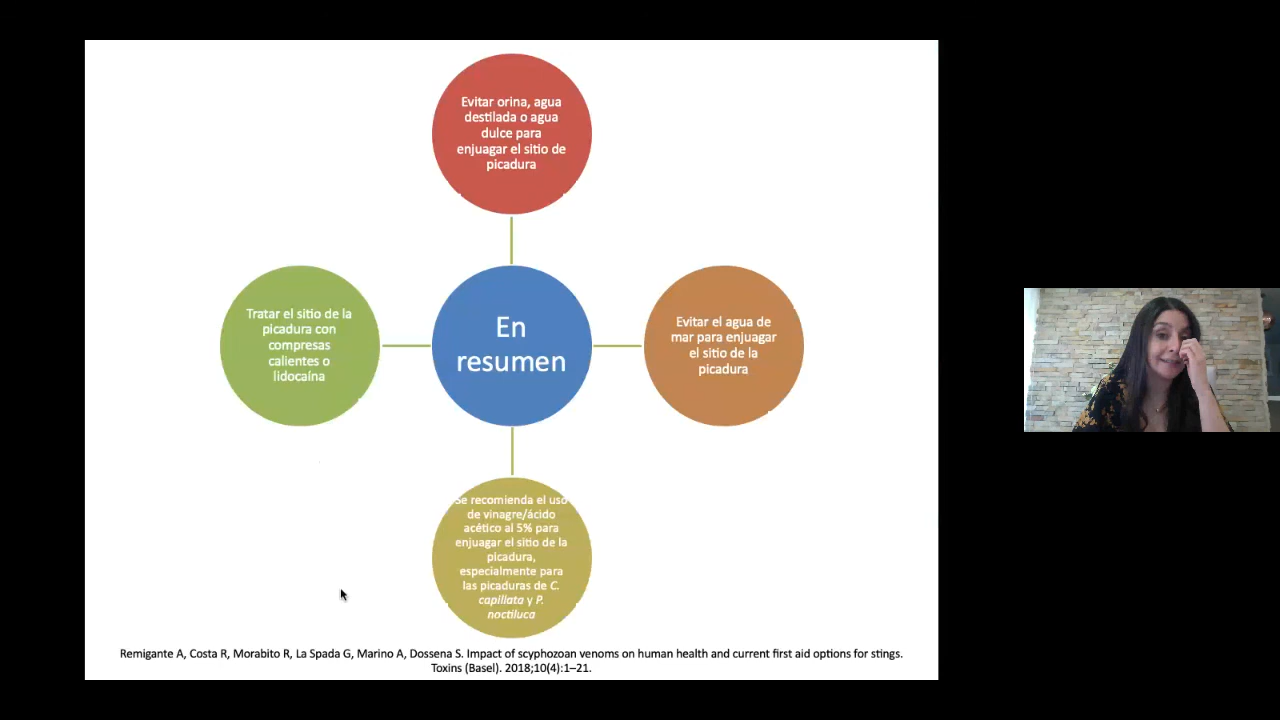 Evitar orina, agua
destilada o agua
dulce para
enjuagar el sitio de
picadura
Tratar el sitio de la
picadura con
compresas
calientes o
lidocaína
En
resumen
Evitar el agua de
mar para enjuagar
el sitio de la
picadura
Se recomienda el uso
de vinagre/ácido
acético al 5% para
enjuagar el sitio de la
picadura,
especialmente para
las picaduras de C.
capillata y P.
noctiluca
Remigante A, Costa R, Morabito R, La Spada G, Marino A, Dossena S. Impact of scyphozoan venoms on human health and current first aid options for stings.
Toxins (Basel). 2018;10(4):1–21.